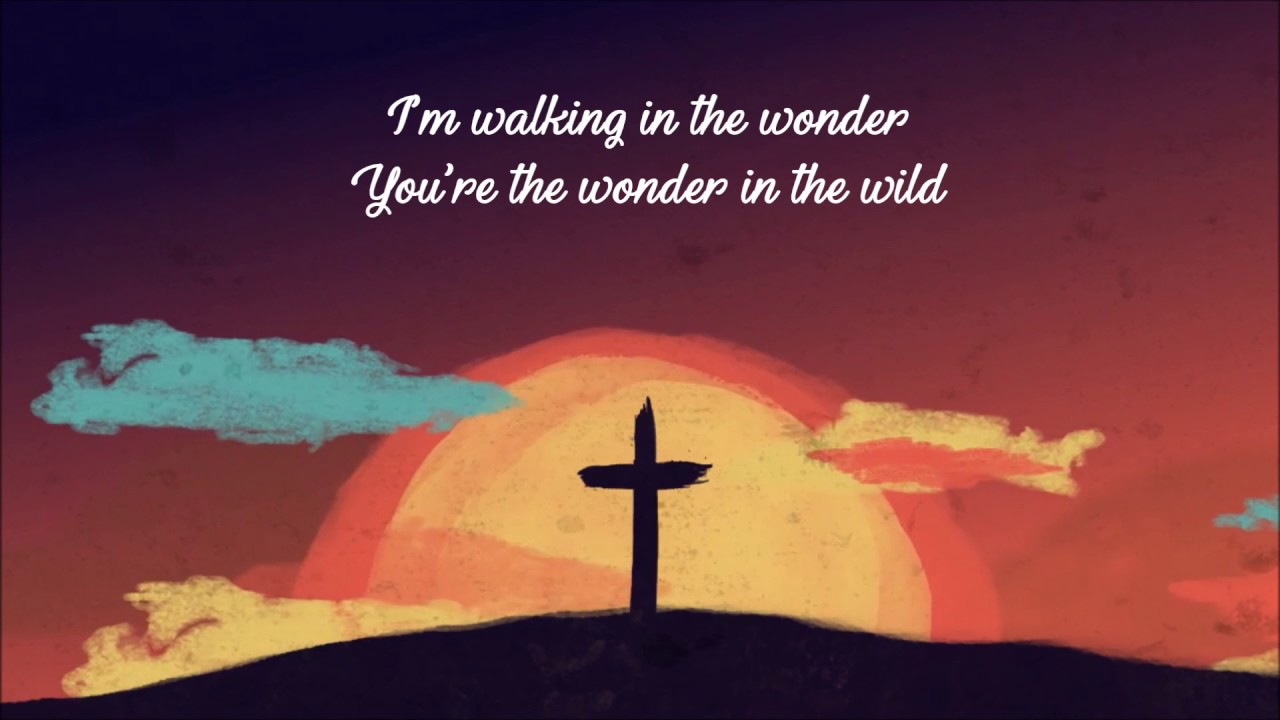 I'm walking in the wonder
You're the wonder in the wild